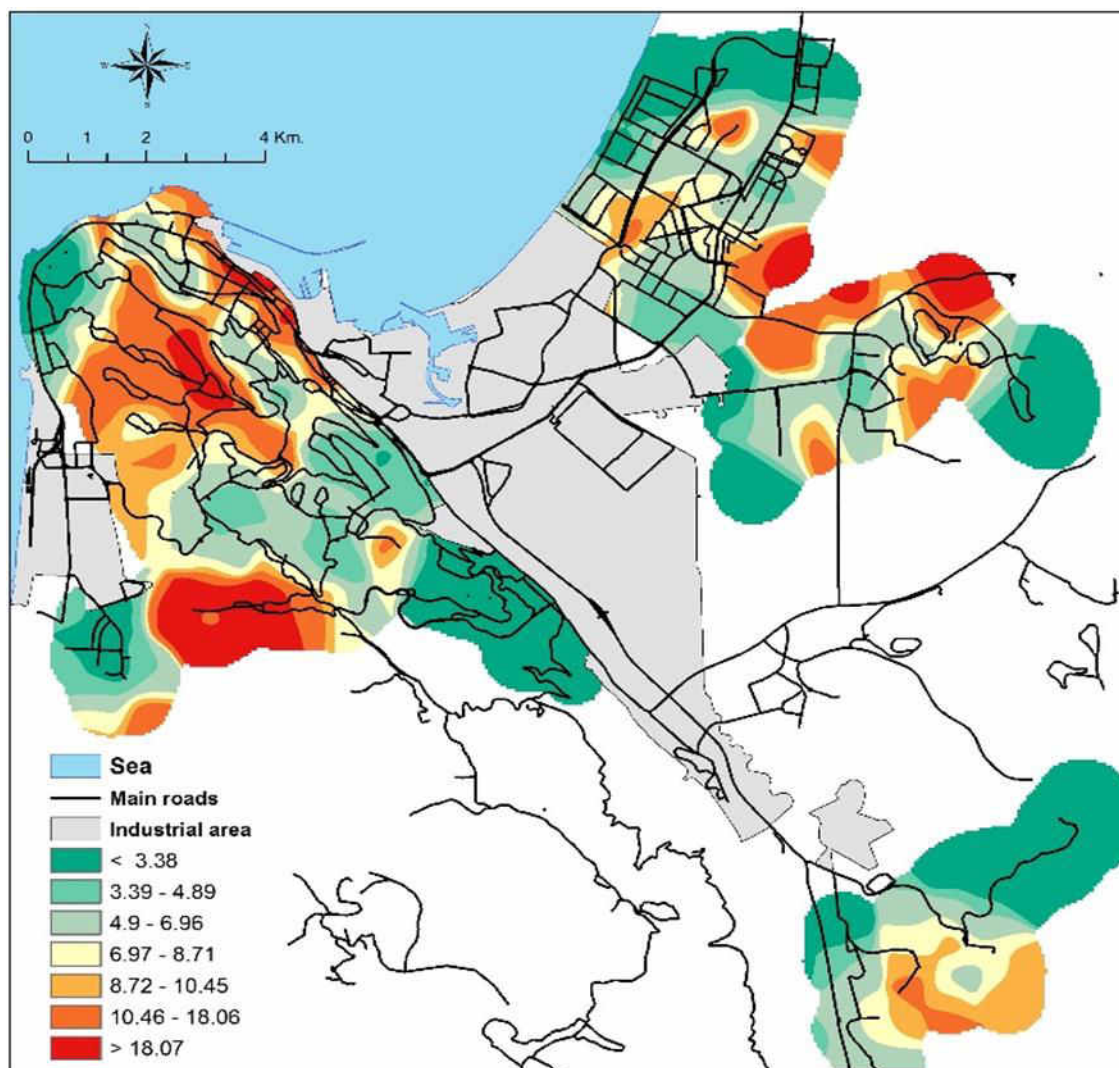 N
W E
S
0 1 2 4 Km.
Sea
Main roads
Industrial area
< 3.38
3.39 - 4.89
4.9 - 6.96
6.97 - 8.71
8.72 - 10.45
10.46 - 18.06
> 18.07